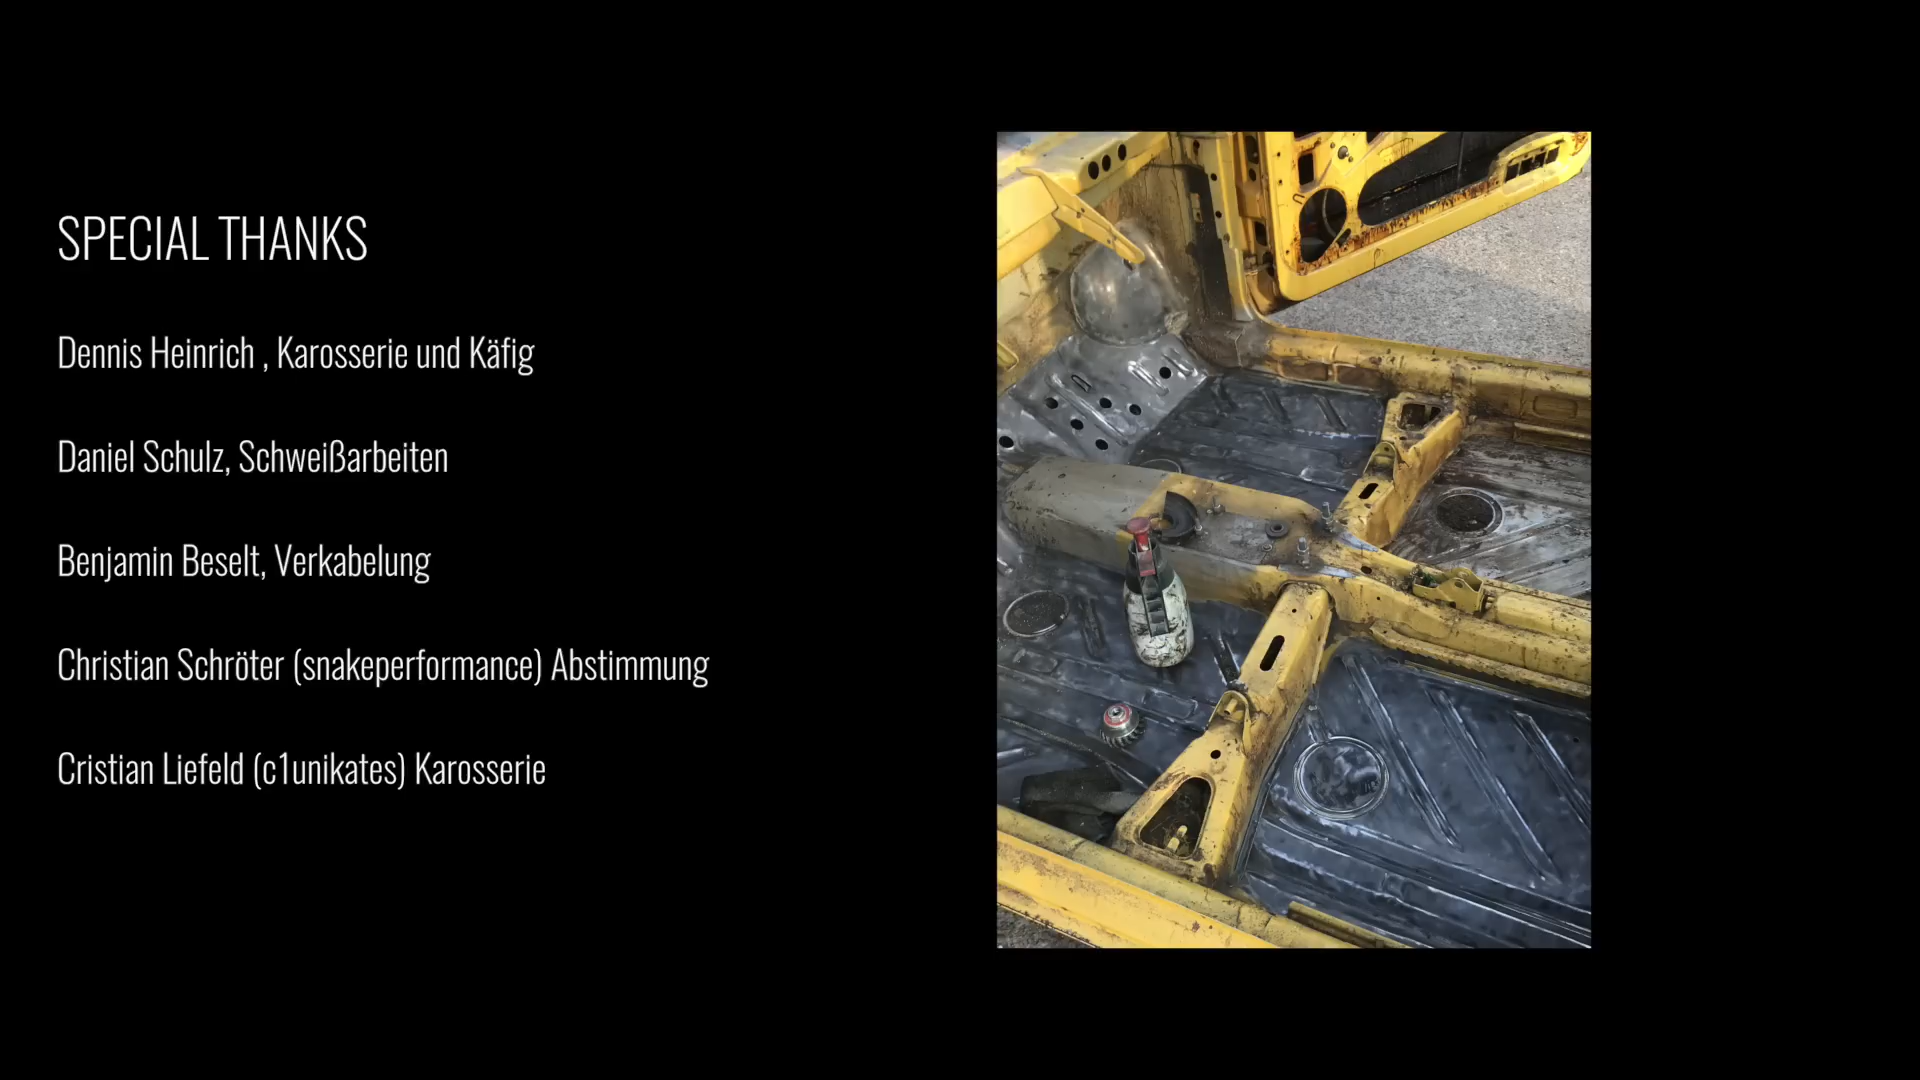 SPECIAL THANKS
Dennis Heinrich , Karosserie und Käfig
Daniel Schulz, Schweißarbeiten
Benjamin Beselt, Verkabelung
Christian Schröter (snakeperformance) Abstimmung
Cristian Liefeld (c1unikates) Karosserie